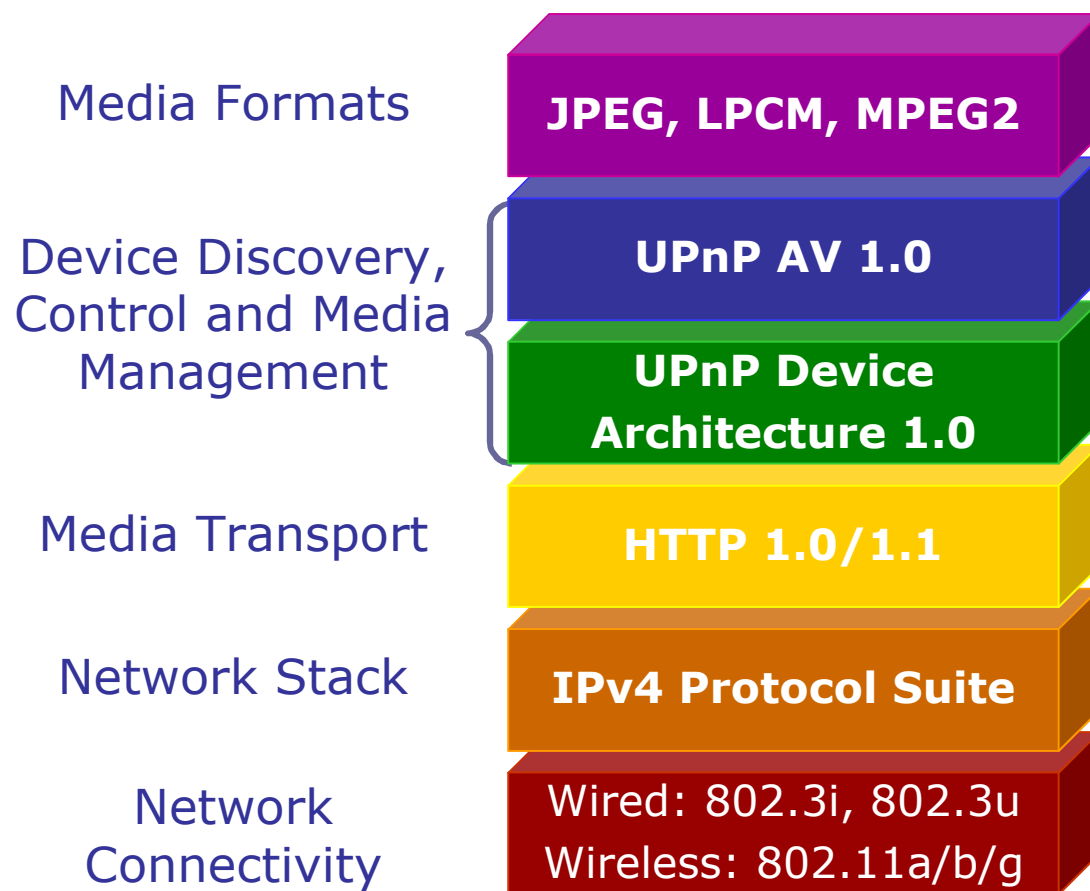 Media Formats
JPEG, LPCM, MPEG2
Device Discovery,
Control and Media
Management
UPnP AV 1.0
UPnP Device
Architecture 1.0
Media Transport
HTTP 1.0/1.1
Network Stack
IPv4 Protocol Suite
Network
Connectivity
Wired: 802.3i, 802.3u
Wireless: 802.11a/b/g